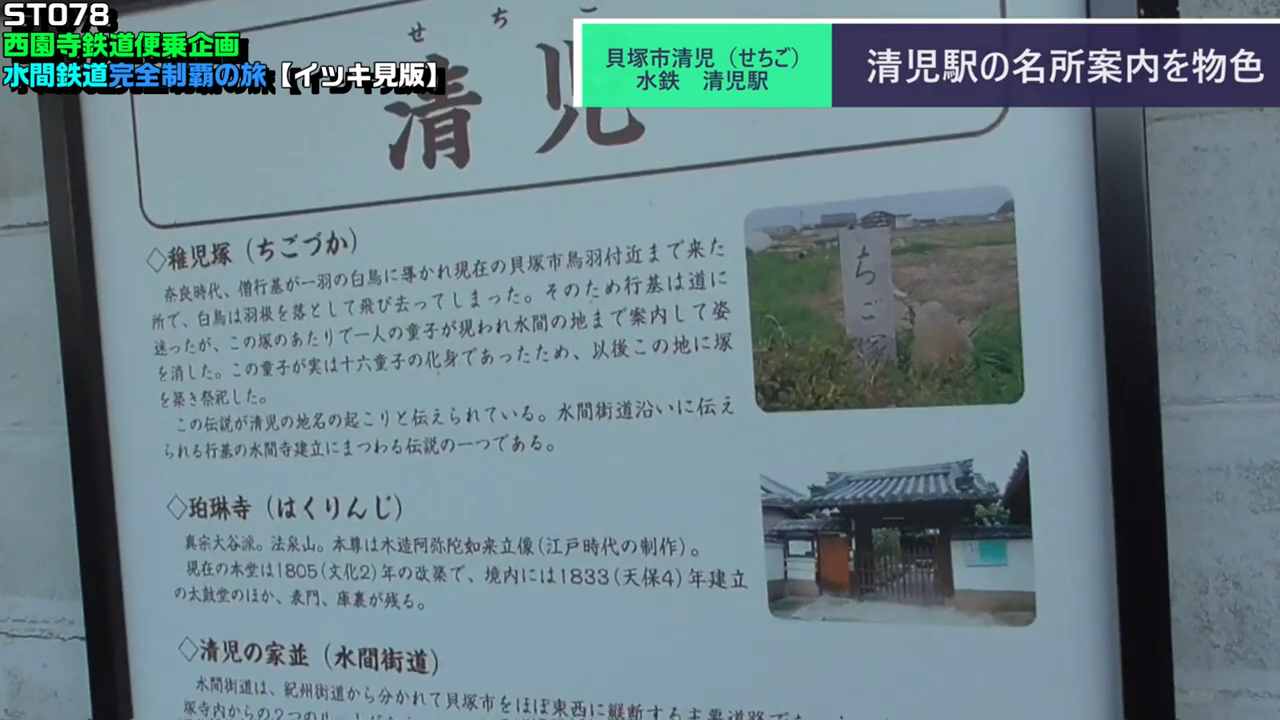 ST078
西園寺鉄道便乗企画
水間鉄道完全制覇の旅【イツキ見版】
貝塚市清児（せちご）
水鉄　清児駅
清児駅の名所案内を物色
せちご
清児
◇稚児塚（ちごづか）
奈良時代、僧行基が一羽の白鳥に導かれ現在の貝塚市鳥羽付近まで来た
所で、白鳥は羽根を落として飛び去ってしまった。そのため行基は道に
迷ったが、この塚のあたりで一人の童子が現われ水間の地まで案内して姿
を消した。この童子が実は十六童子の化身であったため、以後この地に塚
を築き祭祀した。
この伝説が清児の地名の起こりと伝えられている。水間街道沿いに伝え
られる行基の水間寺建立にまつわる伝説の一つである。
ちご塚
◇珀琳寺（はくりんじ）
真宗大谷派。法泉山。本尊は木造阿弥陀如来立像（江戸時代の制作）。
現在の本堂は1805（文化2）年の改築で、境内には1833（天保4）年建立
の太鼓堂のほか、表門、庫裏が残る。
◇清児の家並（水間街道）
水間街道は、紀州街道から分かれて貝塚市をほぼ東西に縦断する主要道路で
塚寺内からの2つのルートが